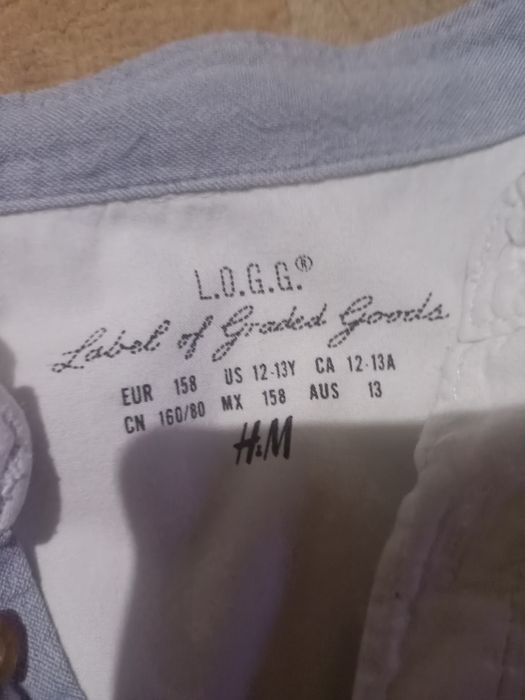 L.O.G.G.®
Label of Graded Goods
EUR 158 US 12-13Y CA 12-13A
CN 160/80 MX 158 AUS 13
H&M